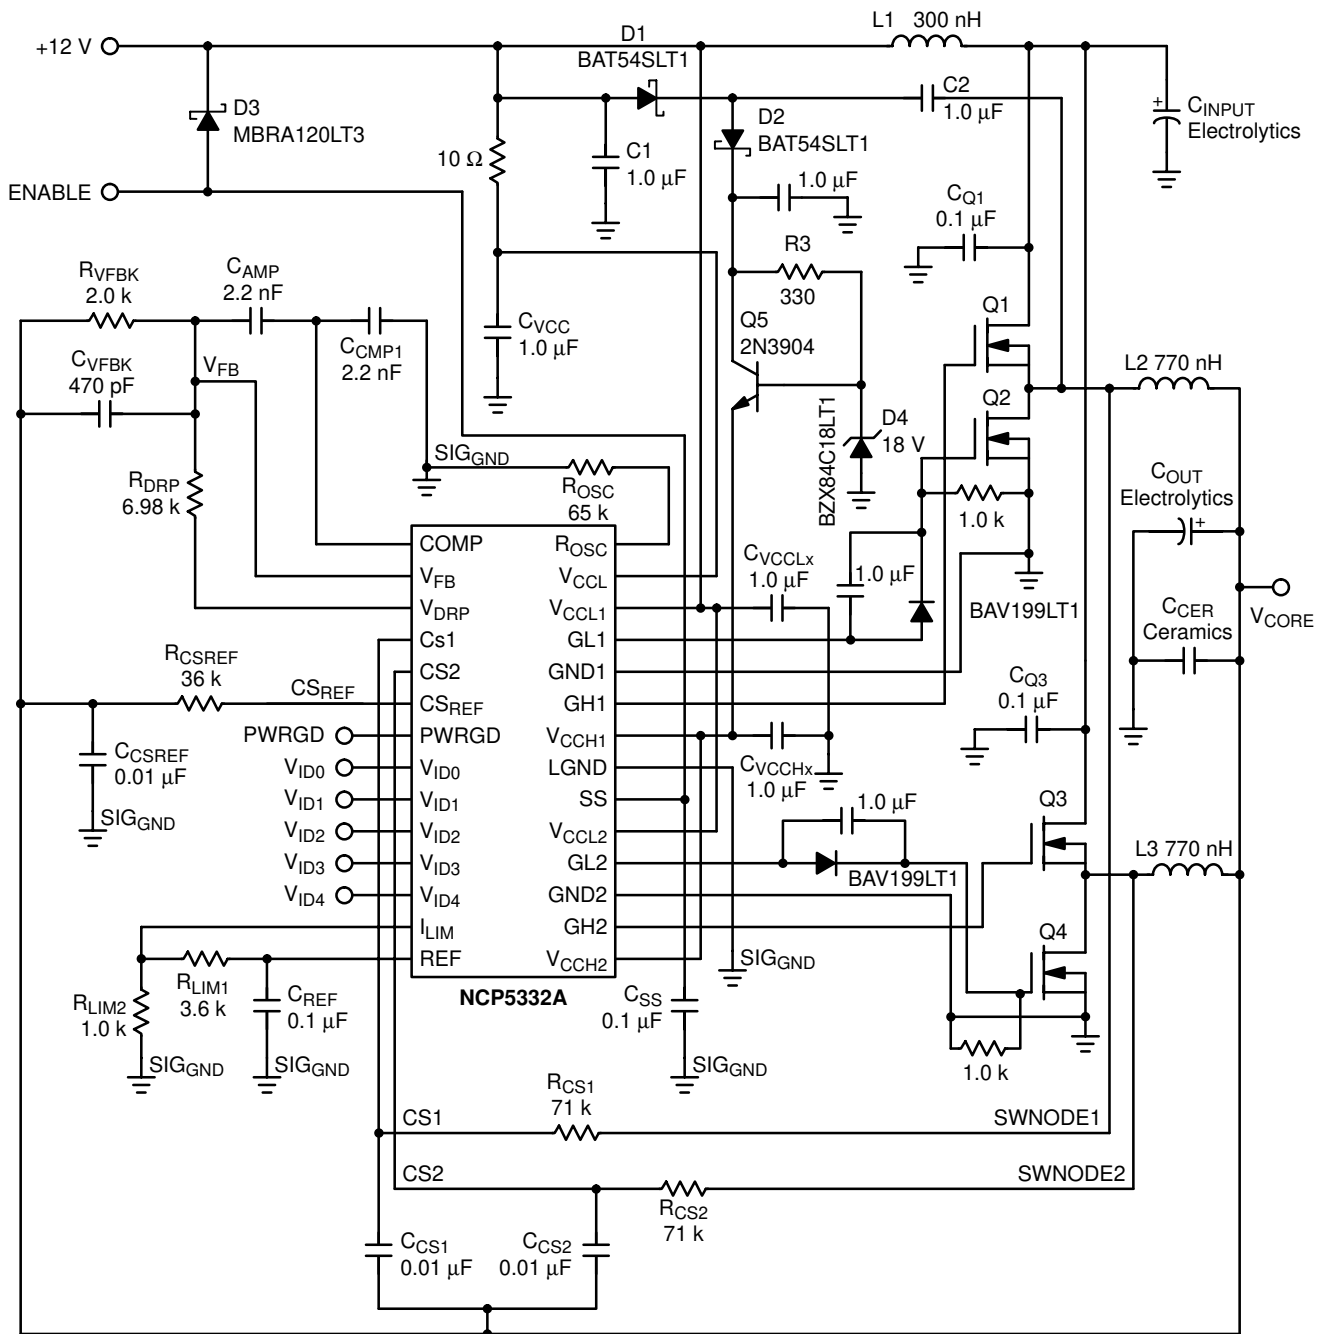 +12 V
D3
MBRA120LT3
ENABLE
D1
BAT54SLT1
L1 300 nH
C2
1.0 µF
CINPUT
Electrolytics
10 Ω
C1
1.0 µF
D2
BAT54SLT1
1.0 µF
CQ1
0.1 µF
RVFBK
2.0 k
CAMP
2.2 nF
CCMP1
2.2 nF
CVCC
1.0 µF
R3
330
Q5
2N3904
Q1
L2 770 nH
Q2
CVFBK
470 pF
VFB
SIGGND
ROSC
65 k
BZX84C18LT1
D4
18 V
RDRP
6.98 k
1.0 k
COUT
Electrolytics
+
CCER
Ceramics
VCORE
CVCCLx
1.0 µF
1.0 µF
BAV199LT1
COMP
VFB
VDRP
Cs1
CS2
CSREF
PWRGD
VID0
VID1
VID2
VID3
VID4
ILIM
REF
ROSC
VCCL
VCCL1
GL1
GND1
GH1
VCCH1
LGND
SS
VCCL2
GL2
GND2
GH2
VCCH2
NCP5332A
RCSREF
36 k
CSREF
CCSREF
0.01 µF
SIGGND
PWRGD
VID0
VID1
VID2
VID3
VID4
CQ3
0.1 µF
CVCCHx
1.0 µF
1.0 µF
BAV199LT1
Q3
L3 770 nH
Q4
1.0 k
RLIM2
1.0 k
RLIM1
3.6 k
CREF
0.1 µF
SIGGND
SIGGND
SIGGND
CSS
0.1 µF
SIGGND
CS1
RCS1
71 k
SWNODE1
CS2
RCS2
71 k
SWNODE2
CCS1
0.01 µF
CCS2
0.01 µF
+